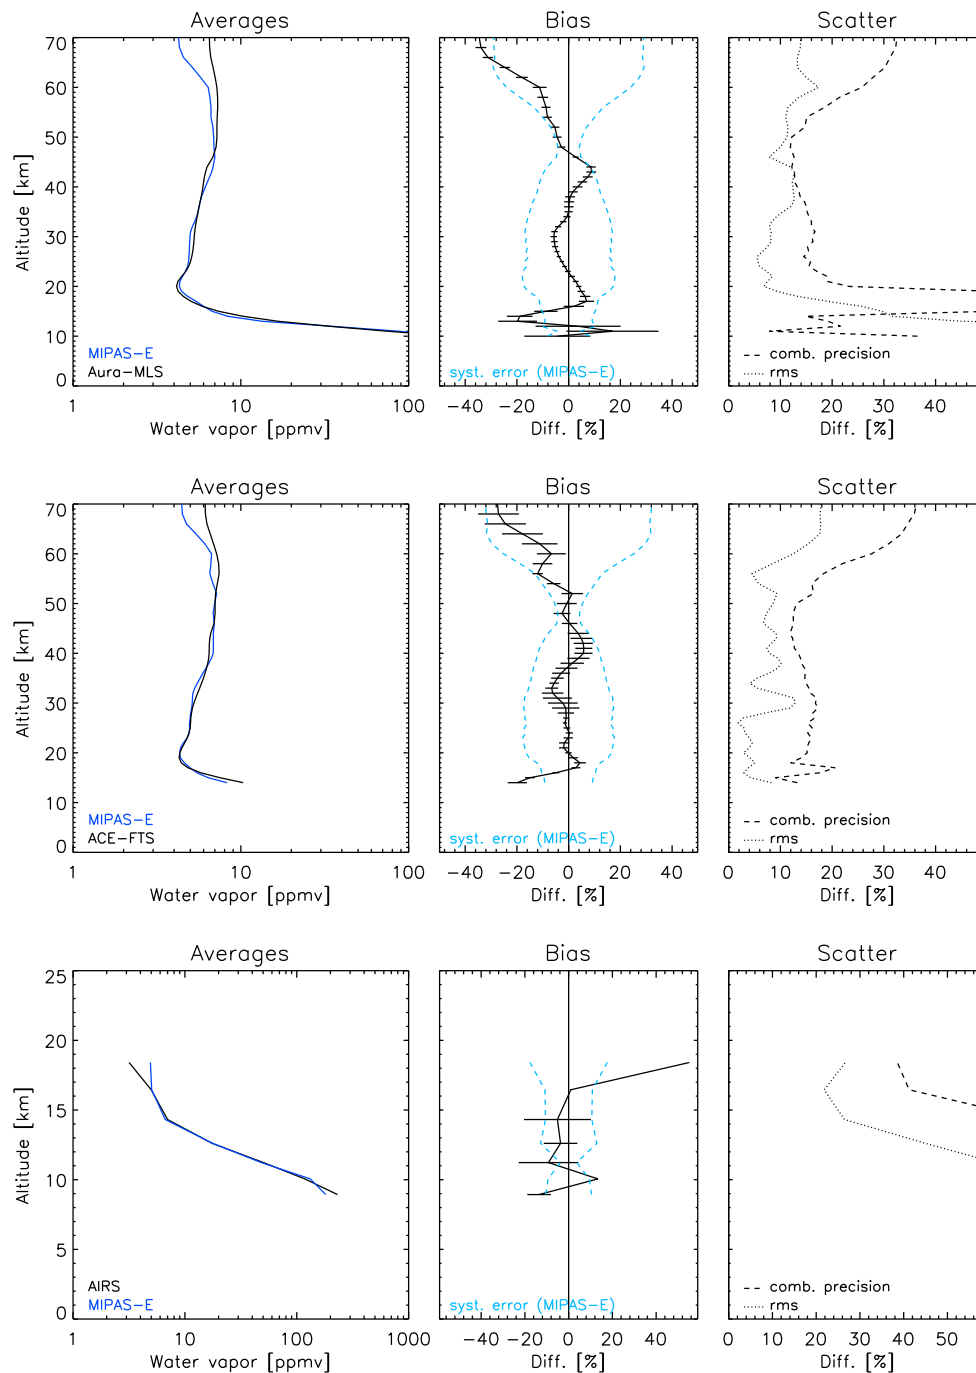 Averages Bias Scatter
70
60
50
40
30
20
10
0
Altitude [km]
MIPAS-E
Aura-MLS
syst. error (MIPAS-E)
comb. precision
rms
1 10 100
-40 -20 0 20 40
0 10 20 30 40
Water vapor [ppmv] Diff. [%] Diff. [%]
Averages Bias Scatter
70
60
50
40
30
20
10
0
Altitude [km]
MIPAS-E
ACE-FTS
syst. error (MIPAS-E)
comb. precision
rms
1 10 100
-40 -20 0 20 40
0 10 20 30 40
Water vapor [ppmv] Diff. [%] Diff. [%]
Averages Bias Scatter
25
20
15
10
5
0
Altitude [km]
AIRS
MIPAS-E
syst. error (MIPAS-E)
comb. precision
rms
1 10 100 1000
-40 -20 0 20 40
0 10 20 30 40 50
Water vapor [ppmv] Diff. [%] Diff. [%]